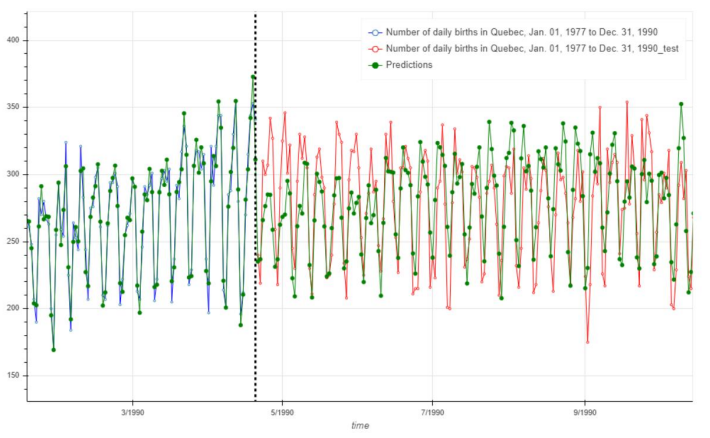 400
Number of daily births in Quebec, Jan. 01, 1977 to Dec. 31, 1990
Number of daily births in Quebec, Jan. 01, 1977 to Dec. 31, 1990_test
Predictions
350
300
250
200
150
3/1990 5/1990 7/1990 9/1990
time